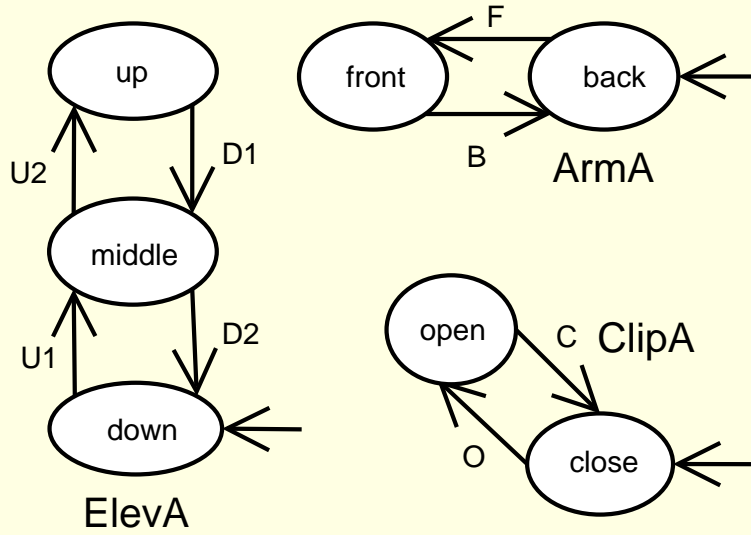 F
up
front
back
D1
U2
B
ArmA
middle
open
D2
C
ClipA
U1
down
O
close
ElevA